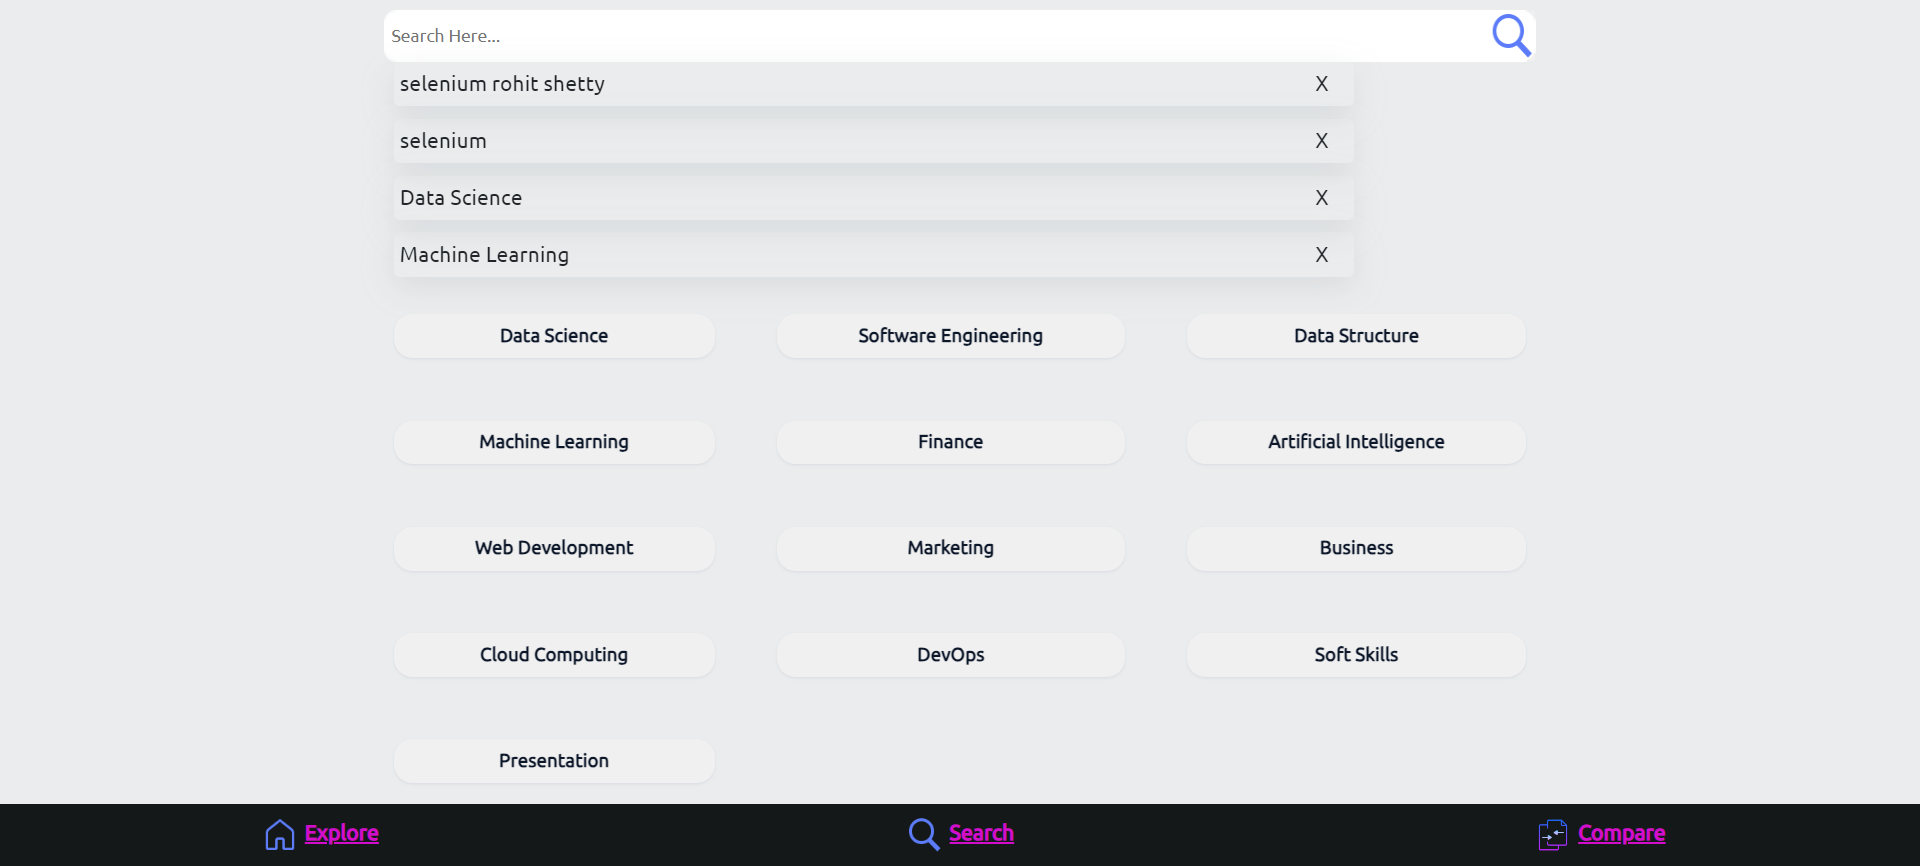 Search Here...
selenium rohit shetty X
selenium X
Data Science X
Machine Learning X
Data Science Software Engineering Data Structure
Machine Learning Finance Artificial Intelligence
Web Development Marketing Business
Cloud Computing DevOps Soft Skills
Presentation
Explore Search Compare